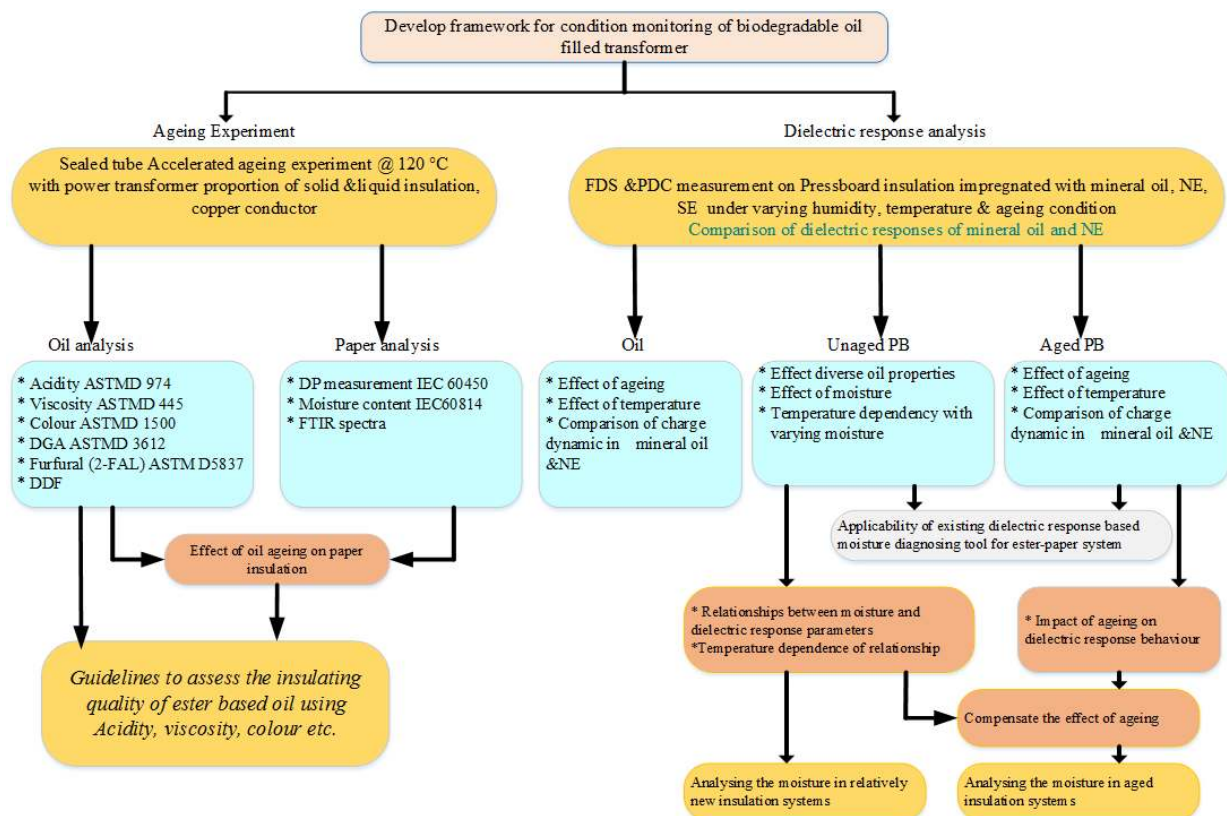 Develop framework for condition monitoring of biodegradable oil
filled transformer
Ageing Experiment
Sealed tube Accelerated ageing experiment @ 120 °C
with power transformer proportion of solid &liquid insulation,
copper conductor
Dielectric response analysis
FDS &PDC measurement on Pressboard insulation impregnated with mineral oil, NE,
SE under varying humidity, temperature & ageing condition
Comparison of dielectric responses of mineral oil and NE
Oil analysis
* Acidity ASTMD 974
* Viscosity ASTMD 445
* Colour ASTMD 1500
* DGA ASTMD 3612
* Furfural (2-FAL) ASTM D5837
* DDF
Paper analysis
* DP measurement IEC 60450
* Moisture content IEC60814
* FTIR spectra
Oil
* Effect of ageing
* Effect of temperature
* Comparison of charge
dynamic in mineral oil
&NE
Unaged PB
* Effect diverse oil properties
* Effect of moisture
* Temperature dependency with
varying moisture
Aged PB
* Effect of ageing
* Effect of temperature
* Comparison of charge
dynamic in mineral oil &NE
Effect of oil ageing on paper
insulation
Applicability of existing dielectric response based
moisture diagnosing tool for ester-paper system
* Relationships between moisture and
dielectric response parameters
*Temperature dependence of relationship
* Impact of ageing on
dielectric response behaviour
Guidelines to assess the insulating
quality of ester based oil using
Acidity, viscosity, colour etc.
Compensate the effect of ageing
Analysing the moisture in relatively
new insulation systems
Analysing the moisture in aged
insulation systems